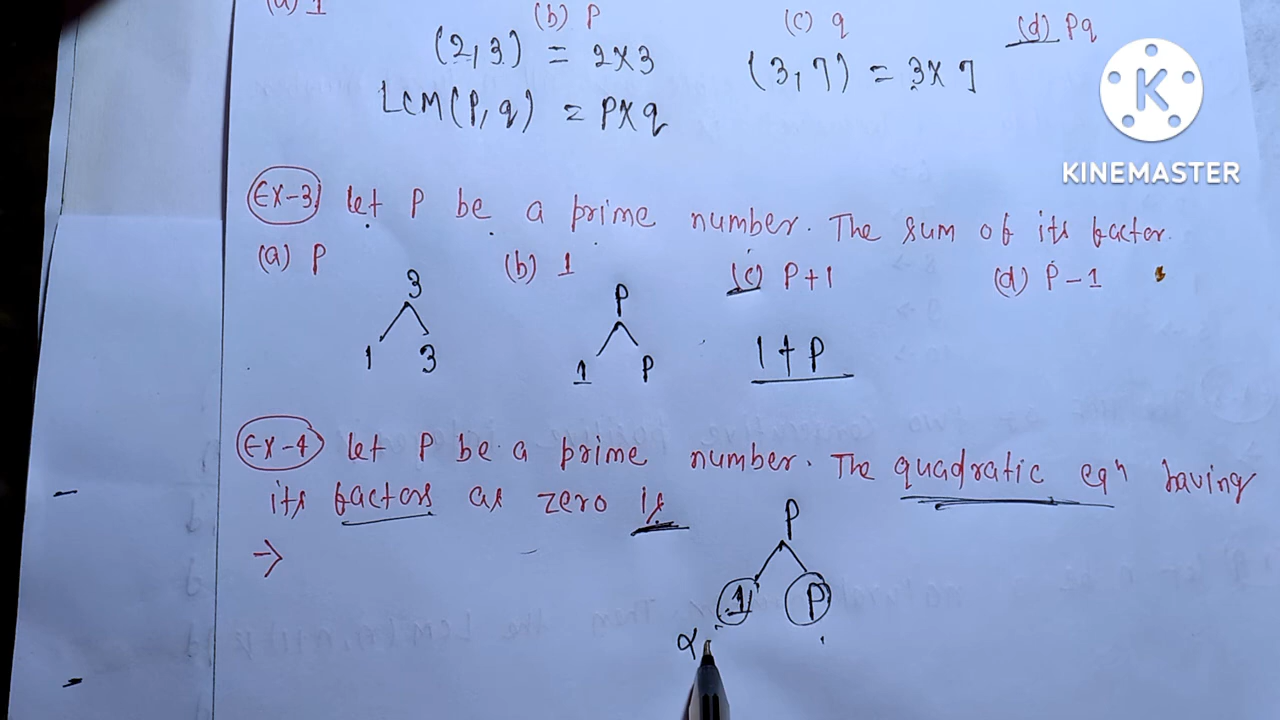 (a) 1 (b) P (c) q (d) Pq
(2,3) = 2×3 (3,7) = 3×7
LCM(P,q) = P×q
K
KINEMASTER
Ex-3 Let P be a prime number. The sum of its factor.
(a) P (b) 1 (c) P+1 (d) P-1
3 P
1 3 1 P 1+P
Ex-4 Let P be a prime number. The quadratic eqⁿ having
its factors as zero is
→ P
1 P
α